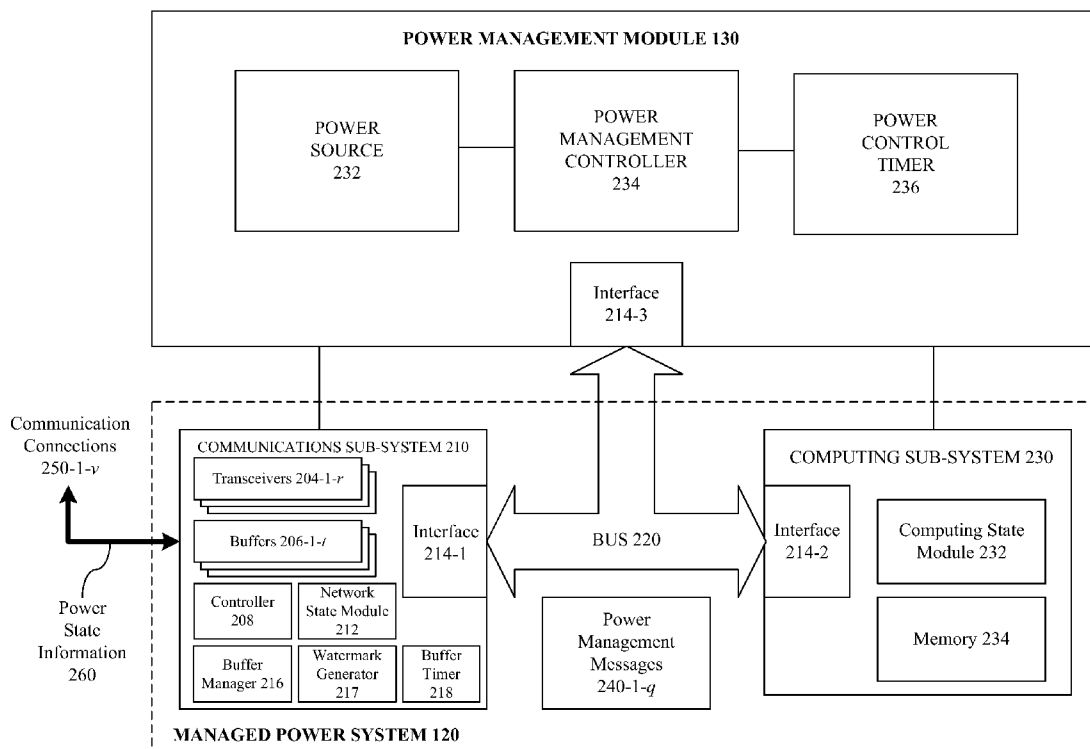 POWER MANAGEMENT MODULE 130
POWER
SOURCE
232
POWER
MANAGEMENT
CONTROLLER
234
POWER
CONTROL
TIMER
236
Interface
214-3
Communication
Connections
250-1-v
Power
State
Information
260
COMMUNICATIONS SUB-SYSTEM 210
Transceivers 204-1-r
Buffers 206-1-t
Interface
214-1
Controller
208
Network
State Module
212
Buffer
Manager 216
Watermark
Generator
217
Buffer
Timer
218
BUS 220
Power
Management
Messages
240-1-q
COMPUTING SUB-SYSTEM 230
Interface
214-2
Computing State
Module 232
Memory 234
MANAGED POWER SYSTEM 120